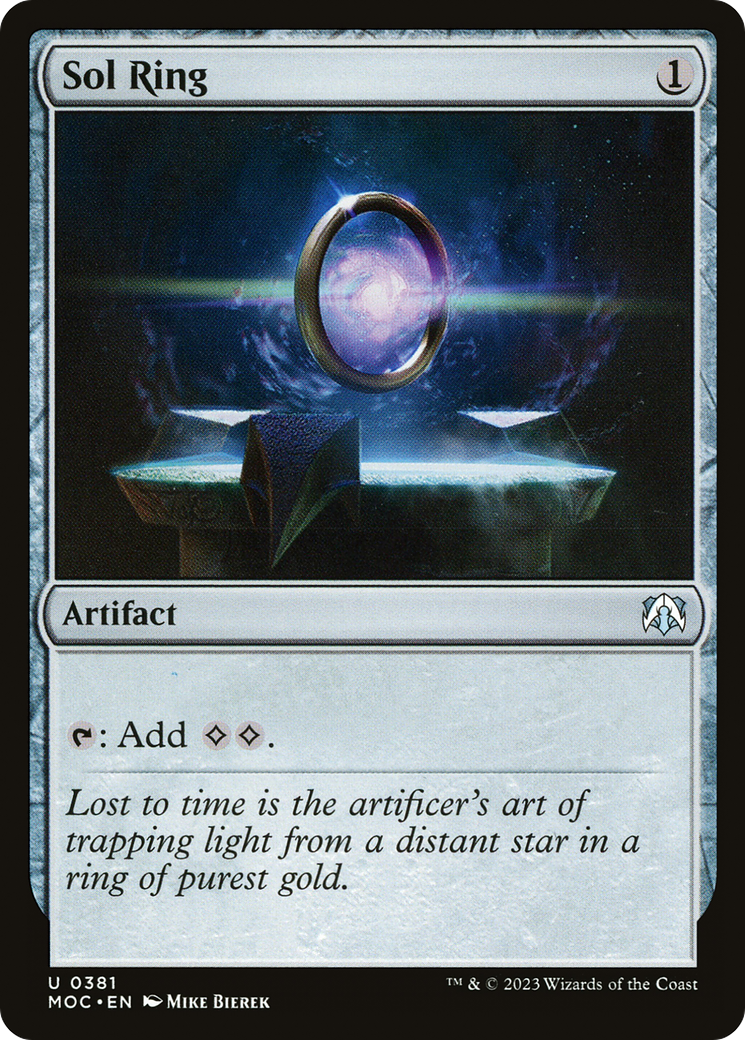 Sol Ring
1
Artifact
: Add .
Lost to time is the artificer's art of
trapping light from a distant star in a
ring of purest gold.
U 0381
MOC • EN Mike Bierek
™ & © 2023 Wizards of the Coast